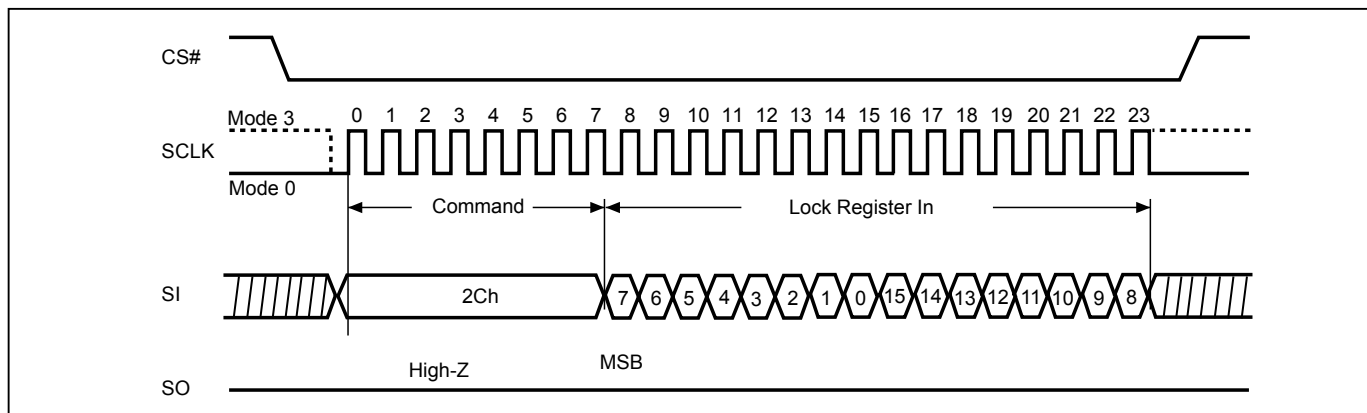 CS#
Mode 3 0 1 2 3 4 5 6 7 8 9 10 11 12 13 14 15 16 17 18 19 20 21 22 23
SCLK
Mode 0
Command Lock Register In
SI 2Ch 7 6 5 4 3 2 1 0 15 14 13 12 11 10 9 8
High-Z MSB
SO